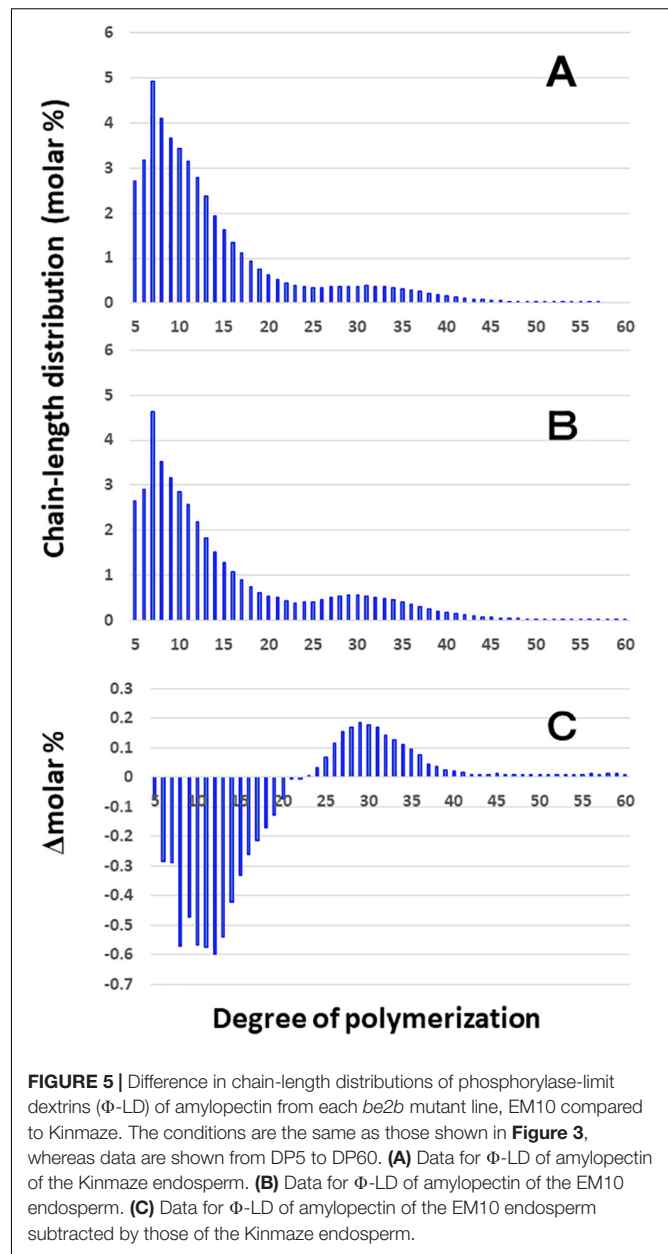 A
6
5
4
3
2
1
0
5 10 15 20 25 30 35 40 45 50 55 60
Chain-length distribution (molar %)
B
6
5
4
3
2
1
0
5 10 15 20 25 30 35 40 45 50 55 60
C
0.3
0.2
0.1
0
-0.1
-0.2
-0.3
-0.4
-0.5
-0.6
-0.7
5 10 15 20 25 30 35 40 45 50 55 60
Δmolar %
Degree of polymerization
FIGURE 5 | Difference in chain-length distributions of phosphorylase-limit
dextrins (Φ-LD) of amylopectin from each be2b mutant line, EM10 compared
to Kinmaze. The conditions are the same as those shown in Figure 3,
whereas data are shown from DP5 to DP60. (A) Data for Φ-LD of amylopectin
of the Kinmaze endosperm. (B) Data for Φ-LD of amylopectin of the EM10
endosperm. (C) Data for Φ-LD of amylopectin of the EM10 endosperm
subtracted by those of the Kinmaze endosperm.